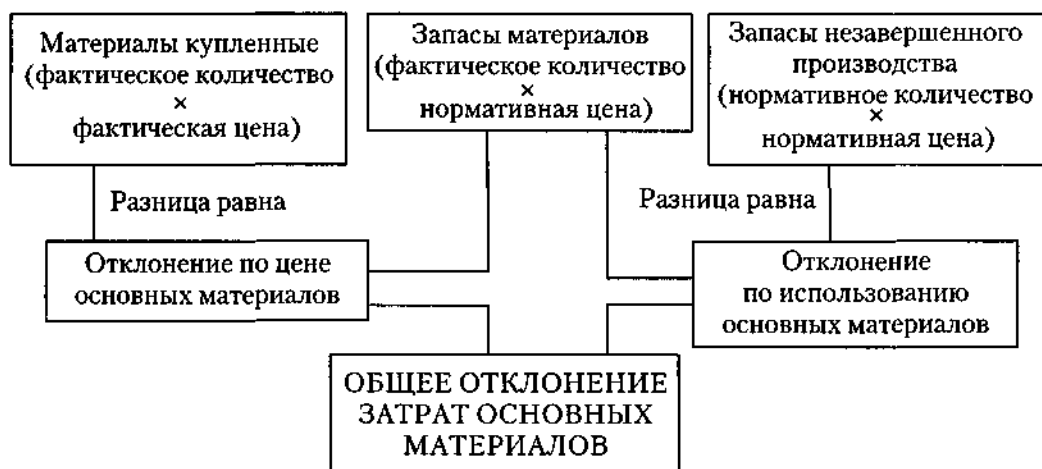 Материалы купленные
(фактическое количество
×
фактическая цена)
Запасы материалов
(фактическое количество
×
нормативная цена)
Запасы незавершенного
производства
(нормативное количество
×
нормативная цена)
Разница равна
Разница равна
Отклонение по цене
основных материалов
Отклонение
по использованию
основных материалов
ОБЩЕЕ ОТКЛОНЕНИЕ
ЗАТРАТ ОСНОВНЫХ
МАТЕРИАЛОВ